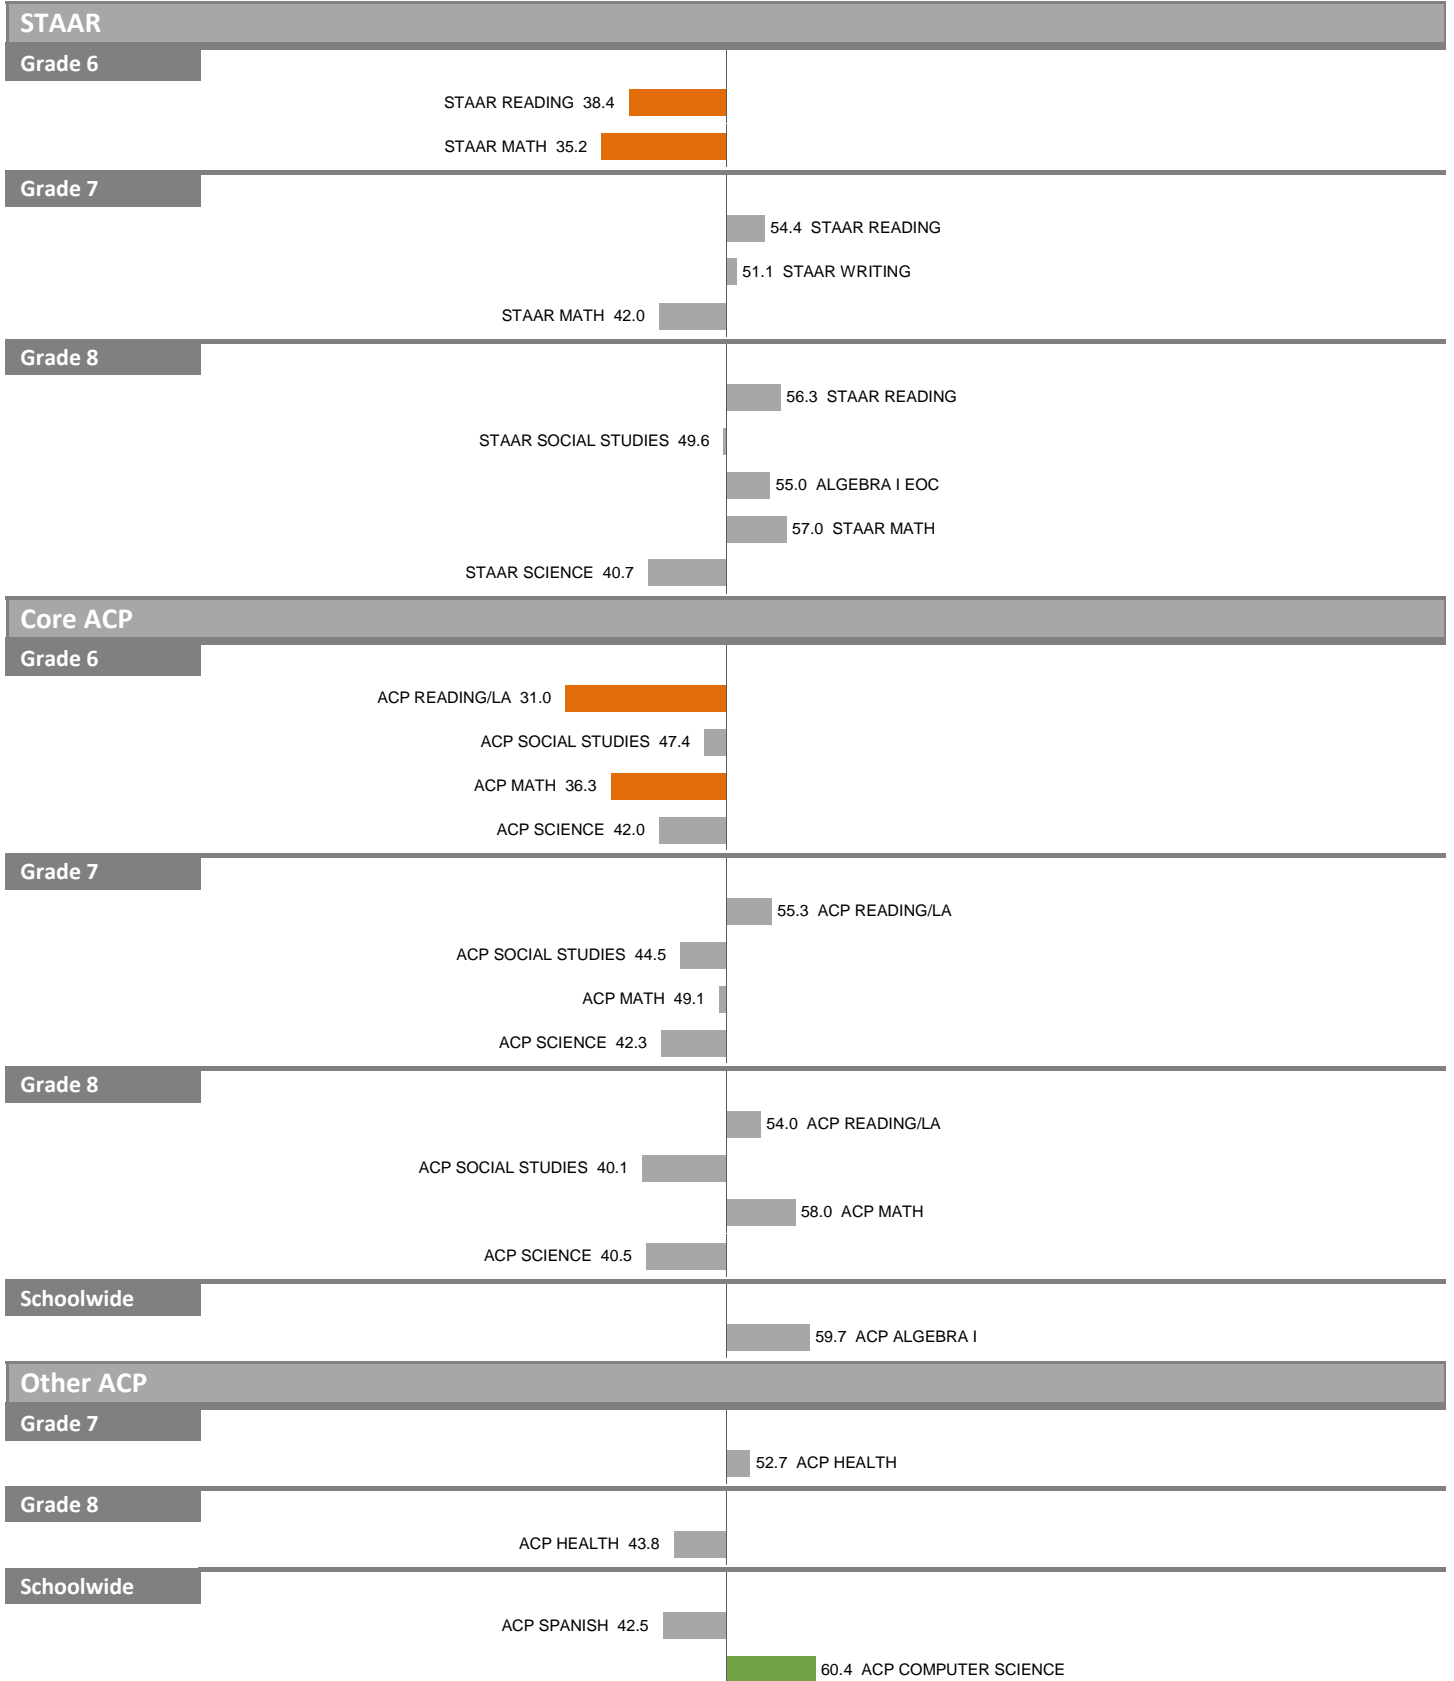 STAAR
Grade 6
STAAR READING 38.4
STAAR MATH 35.2
Grade 7
54.4 STAAR READING
51.1 STAAR WRITING
STAAR MATH 42.0
Grade 8
56.3 STAAR READING
STAAR SOCIAL STUDIES 49.6
55.0 ALGEBRA I EOC
57.0 STAAR MATH
STAAR SCIENCE 40.7
Core ACP
Grade 6
ACP READING/LA 31.0
ACP SOCIAL STUDIES 47.4
ACP MATH 36.3
ACP SCIENCE 42.0
Grade 7
55.3 ACP READING/LA
ACP SOCIAL STUDIES 44.5
ACP MATH 49.1
ACP SCIENCE 42.3
Grade 8
54.0 ACP READING/LA
ACP SOCIAL STUDIES 40.1
58.0 ACP MATH
ACP SCIENCE 40.5
Schoolwide
59.7 ACP ALGEBRA I
Other ACP
Grade 7
52.7 ACP HEALTH
Grade 8
ACP HEALTH 43.8
Schoolwide
ACP SPANISH 42.5
60.4 ACP COMPUTER SCIENCE